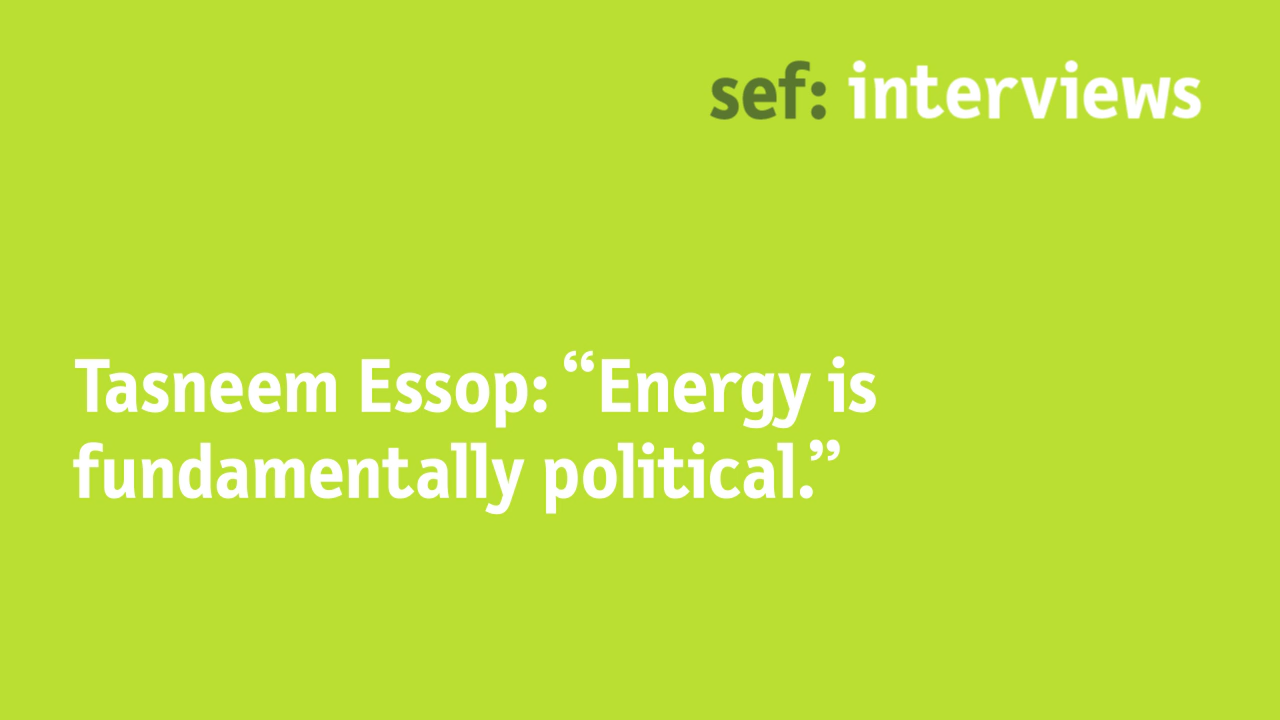 sef: interviews
Tasneem Essop: “Energy is
fundamentally political.”